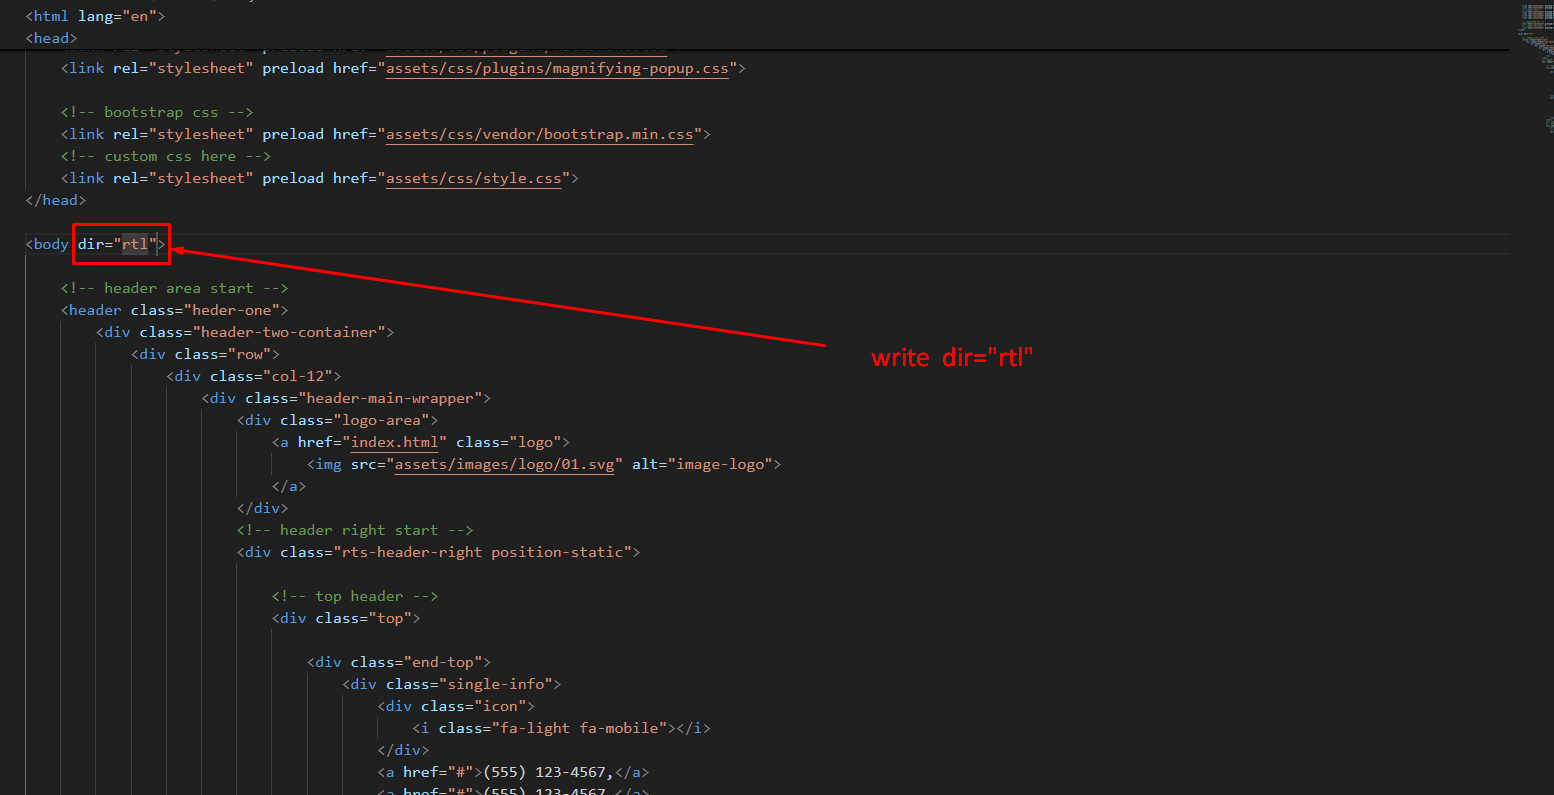 <html lang="en">
<head>
<link rel="stylesheet" preload href="assets/css/plugins/magnifying-popup.css">
<!-- bootstrap css -->
<link rel="stylesheet" preload href="assets/css/vendor/bootstrap.min.css">
<!-- custom css here -->
<link rel="stylesheet" preload href="assets/css/style.css">
</head>
<body dir="rtl">
<!-- header area start -->
<header class="heder-one">
<div class="header-two-container">
<div class="row">
write dir="rtl"
<div class="col-12">
<div class="header-main-wrapper">
<div class="logo-area">
<a href="index.html" class="logo">
<img src="assets/images/logo/01.svg" alt="image-logo">
</a>
</div>
<!-- header right start -->
<div class="rts-header-right position-static">
<!-- top header -->
<div class="top">
<div class="end-top">
<div class="single-info">
<div class="icon">
<i class="fa-light fa-mobile"></i>
</div>
<a href="#">(555) 123-4567,</a>